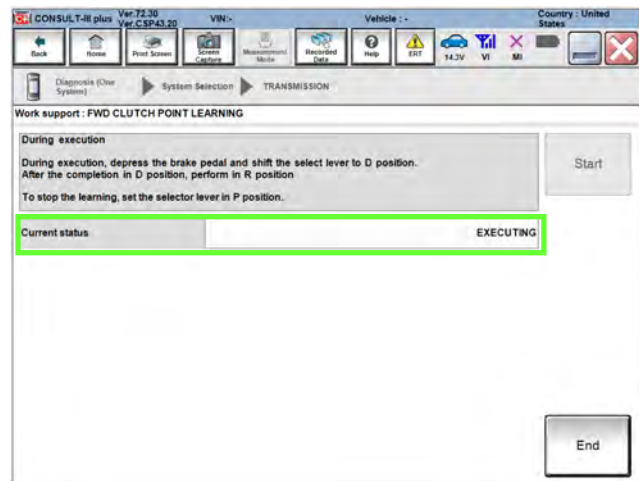 CONSULT-III plus Ver.72.30 VIN:- Vehicle : - Country : United
Ver.CSP43.20 States
Back Home Print Screen Screen Capture Measurement Mode Recorded Data Help ERT 14.3V VI MI
Diagnosis (One System) System Selection TRANSMISSION
Work support : FWD CLUTCH POINT LEARNING
During execution
During execution, depress the brake pedal and shift the select lever to D position.
After the completion in D position, perform in R position
To stop the learning, set the selector lever in P position.
Start
Current status EXECUTING
End